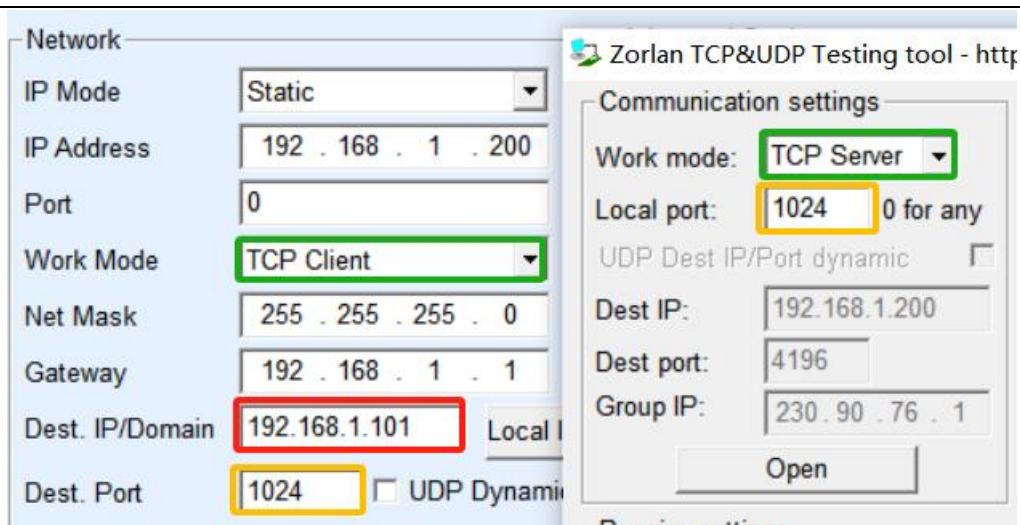 Network
IP Mode Static
IP Address 192 . 168 . 1 . 200
Port 0
Work Mode TCP Client
Net Mask 255 . 255 . 255 . 0
Gateway 192 . 168 . 1 . 1
Dest. IP/Domain 192.168.1.101 Local
Dest. Port 1024 UDP Dynami
Zorlan TCP&UDP Testing tool - http
Communication settings
Work mode: TCP Server
Local port: 1024 0 for any
UDP Dest IP/Port dynamic
Dest IP: 192.168.1.200
Dest port: 4196
Group IP: 230 . 90 . 76 . 1
Open